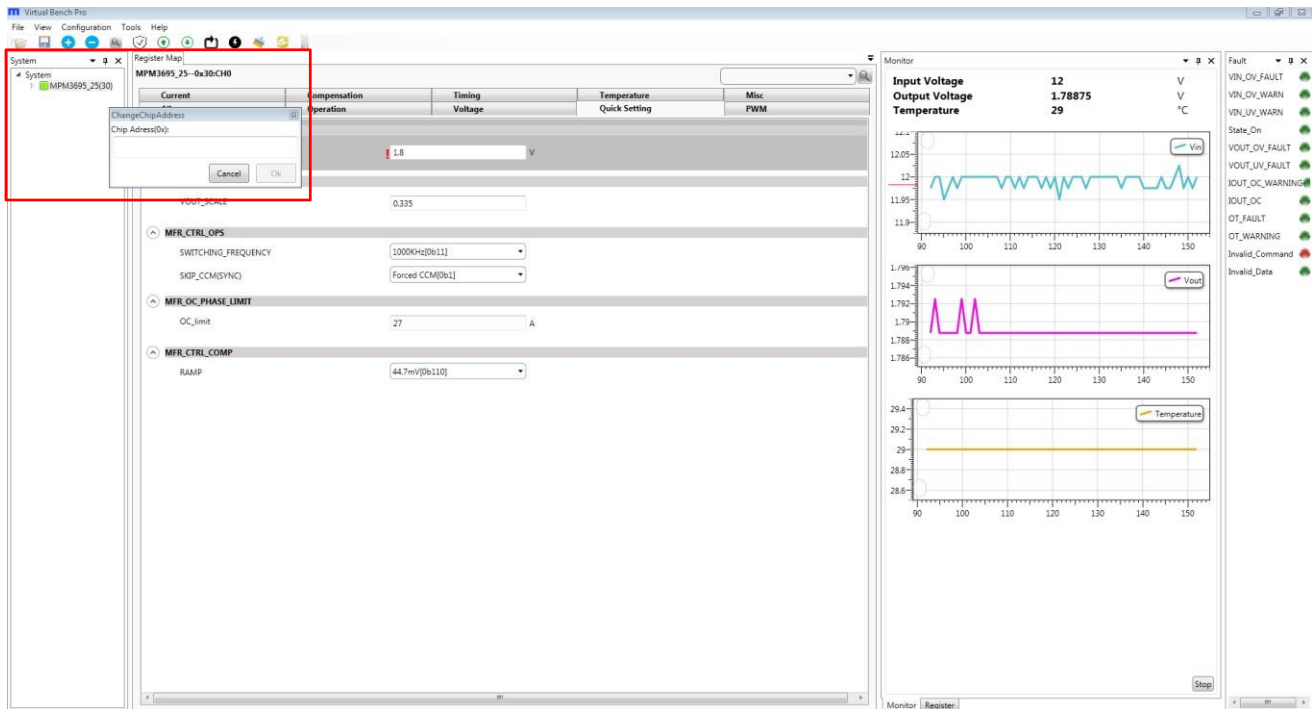 Virtual Bench Pro
File View Configuration Tools Help
System
System
MPM3695_25(30)
ChangeChipAddress
Chip Adress(0x):
Cancel Ok
Register Map
MPM3695_25--0x30:CH0
Current Compensation Timing Temperature Misc
Operation Voltage Quick Setting PWM
1.8 V
VOUT_SCALE 0.335
MFR_CTRL_OPS
SWITCHING_FREQUENCY 1000KHz[0b11]
SKIP_CCM(SYNC) Forced CCM[0b1]
MFR_OC_PHASE_LIMIT
OC_limit 27 A
MFR_CTRL_COMP
RAMP 44.7mV[0b110]
Monitor
Input Voltage 12 V
Output Voltage 1.78875 V
Temperature 29 °C
12.1
12.05
12
11.95
11.9
Vin
90 100 110 120 130 140 150
1.796
1.794
1.792
1.79
1.788
1.786
Vout
90 100 110 120 130 140 150
29.4
29.2
29
28.8
28.6
Temperature
90 100 110 120 130 140 150
Stop
Monitor Register
Fault
VIN_OV_FAULT
VIN_OV_WARN
VIN_UV_WARN
State_On
VOUT_OV_FAULT
VOUT_UV_FAULT
IOUT_OC_WARNING
IOUT_OC
OT_FAULT
OT_WARNING
Invalid_Command
Invalid_Data